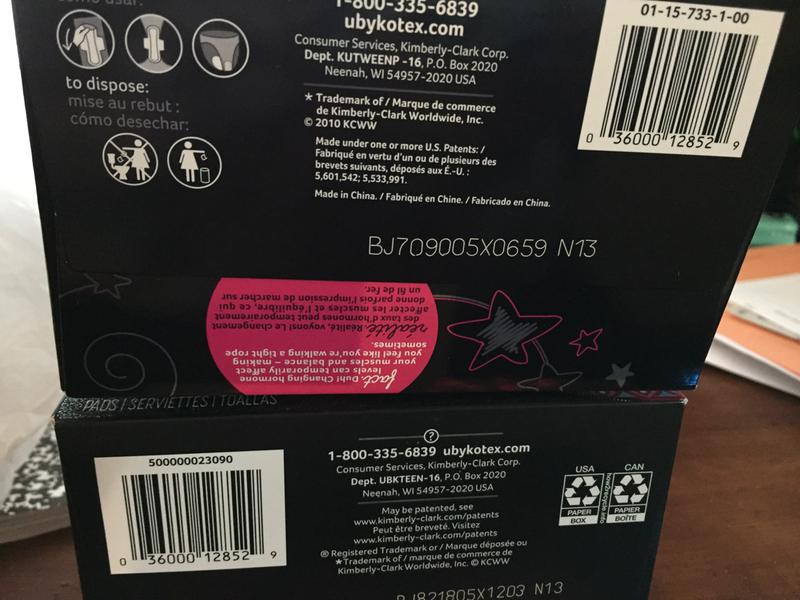 cómo usar:
to dispose:
mise au rebut :
cómo desechar:
1-800-335-6839
ubykotex.com
Consumer Services, Kimberly-Clark Corp.
Dept. KUTWEENP -16, P.O. Box 2020
Neenah, WI 54957-2020 USA
* Trademark of / Marque de commerce
de Kimberly-Clark Worldwide, Inc.
© 2010 KCWW
Made under one or more U.S. Patents: /
Fabriqué en vertu d'un ou de plusieurs des
brevets suivants, déposés aux É.-U. :
5,601,542; 5,533,991.
Made in China. / Fabriqué en Chine. / Fabricado en China.
01-15-733-1-00
0 36000 12852 9
BJ709005X0659 N13
fact. Duh! Changing hormone
levels can temporarily affect
your muscles and balance – making
you feel like you're walking a tight rope
sometimes.
réalité. Réalité, voyons! Le changement
des taux d'hormones peut temporairement
affecter les muscles et l'équilibre, ce qui
donne parfois l'impression de marcher sur
un fil de fer.
PADS | SERVIETTES | TOALLAS
500000023090
0 36000 12852 9
?
1-800-335-6839 ubykotex.com
Consumer Services, Kimberly-Clark Corp.
Dept. UBKTEEN-16, P.O. Box 2020
Neenah, WI 54957-2020 USA
May be patented, see
www.kimberly-clark.com/patents
Peut être breveté. Visitez
www.kimberly-clark.com/patents
® Registered Trademark or / Marque déposée ou
*Trademark of / marque de commerce de
Kimberly-Clark Worldwide, Inc. © KCWW
USA
PAPER
BOX
how2recycle.info
CAN
PAPIER
BOÎTE
BJ821805X1203 N13